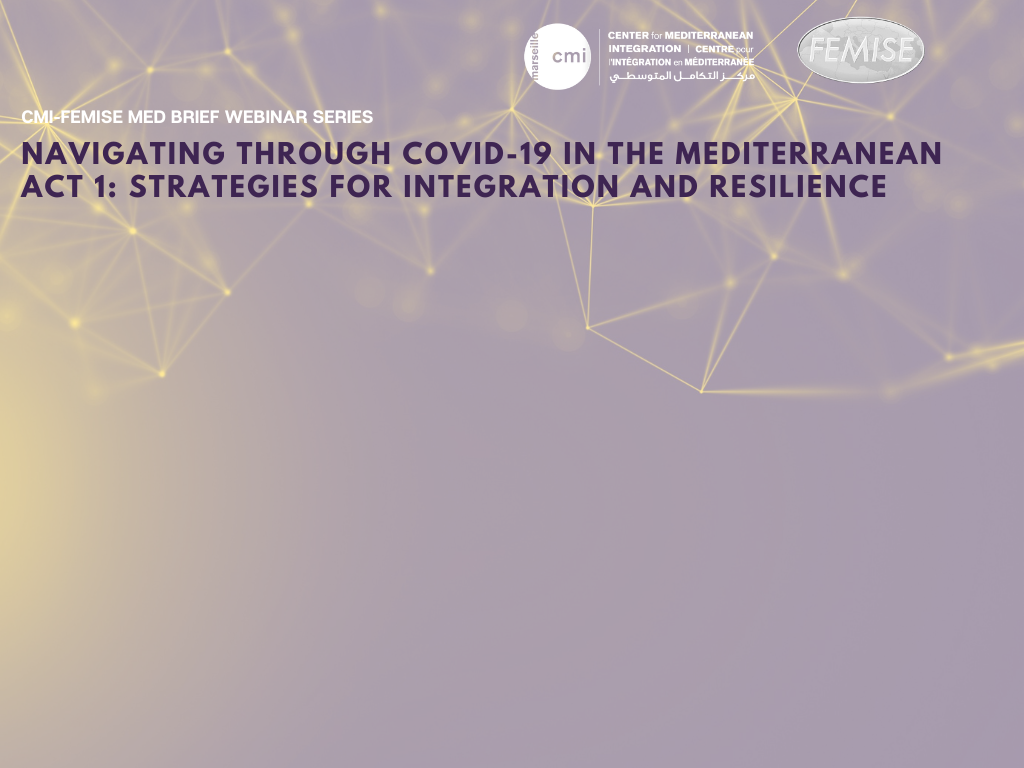 marseille
cmi
CENTER for MEDITERRANEAN
INTEGRATION | CENTRE pour
l'INTÉGRATION en MÉDITERRANÉE
مركز التكامل المتوسطي
FEMISE
CMI-FEMISE MED BRIEF WEBINAR SERIES
NAVIGATING THROUGH COVID-19 IN THE MEDITERRANEAN
ACT 1: STRATEGIES FOR INTEGRATION AND RESILIENCE